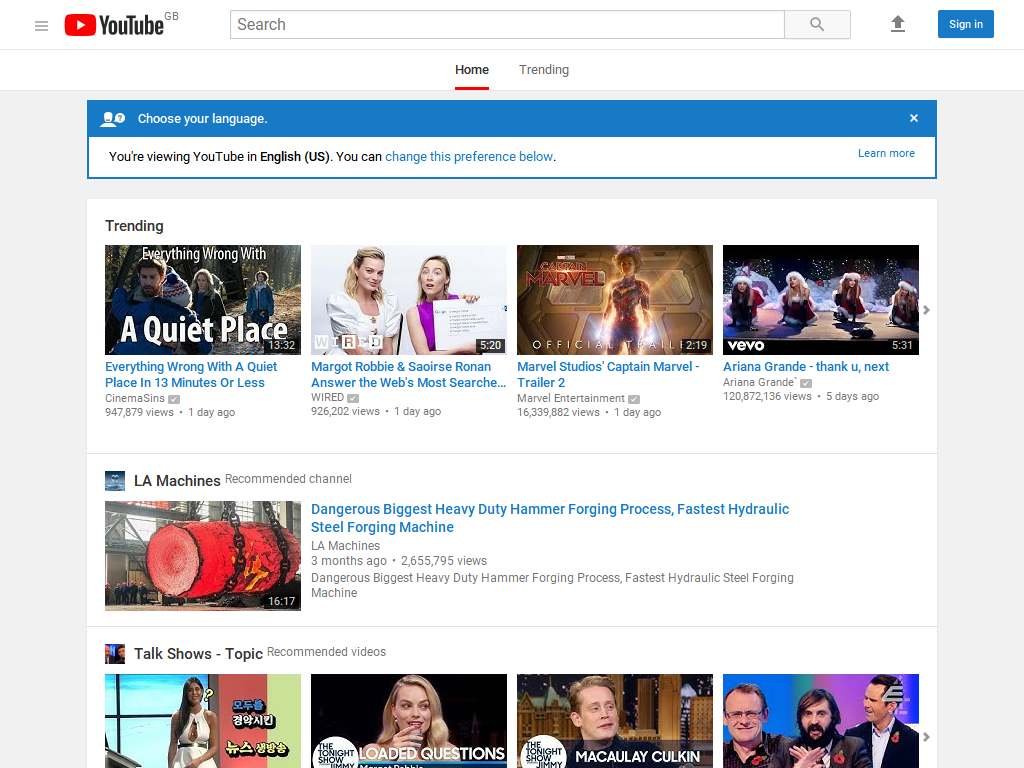 YouTube GB
Search
Sign in
Home
Trending
Choose your language.
×
You're viewing YouTube in English (US). You can change this preference below.
Learn more
Trending
Everything Wrong With
A Quiet Place
13:32
WIRED
5:20
MARVEL STUDIOS
CAPTAIN MARVEL
OFFICIAL TRAIL
2:19
vevo
5:31
Everything Wrong With A Quiet
Place In 13 Minutes Or Less
CinemaSins
947,879 views • 1 day ago
Margot Robbie & Saoirse Ronan
Answer the Web's Most Searche...
WIRED
926,202 views • 1 day ago
Marvel Studios' Captain Marvel -
Trailer 2
Marvel Entertainment
16,339,882 views • 1 day ago
Ariana Grande - thank u, next
Ariana Grande`
120,872,136 views • 5 days ago
LA Machines Recommended channel
16:17
Dangerous Biggest Heavy Duty Hammer Forging Process, Fastest Hydraulic
Steel Forging Machine
LA Machines
3 months ago • 2,655,795 views
Dangerous Biggest Heavy Duty Hammer Forging Process, Fastest Hydraulic Steel Forging
Machine
Talk Shows - Topic Recommended videos
?
모두를
경악시킨
뉴스 생방송
THE
TONIGHT
SHOW
JIMMY
LOADED QUESTIONS
Margot Robbie
THE
TONIGHT
SHOW
JIMMY
MACAULAY CULKIN